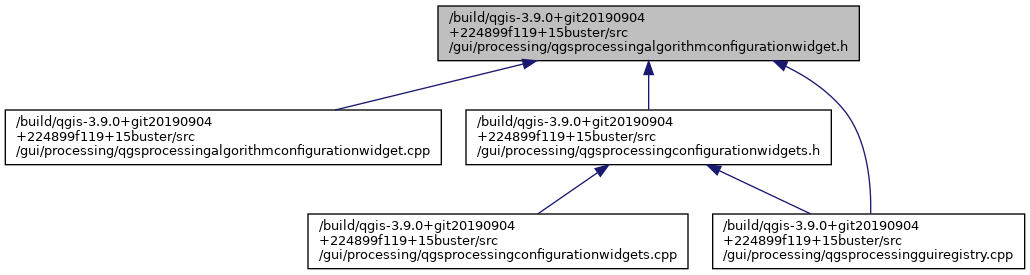 /build/qgis-3.9.0+git20190904
+224899f119+15buster/src
/gui/processing/qgsprocessingalgorithmconfigurationwidget.h
/build/qgis-3.9.0+git20190904
+224899f119+15buster/src
/gui/processing/qgsprocessingalgorithmconfigurationwidget.cpp
/build/qgis-3.9.0+git20190904
+224899f119+15buster/src
/gui/processing/qgsprocessingconfigurationwidgets.h
/build/qgis-3.9.0+git20190904
+224899f119+15buster/src
/gui/processing/qgsprocessingconfigurationwidgets.cpp
/build/qgis-3.9.0+git20190904
+224899f119+15buster/src
/gui/processing/qgsprocessingguiregistry.cpp